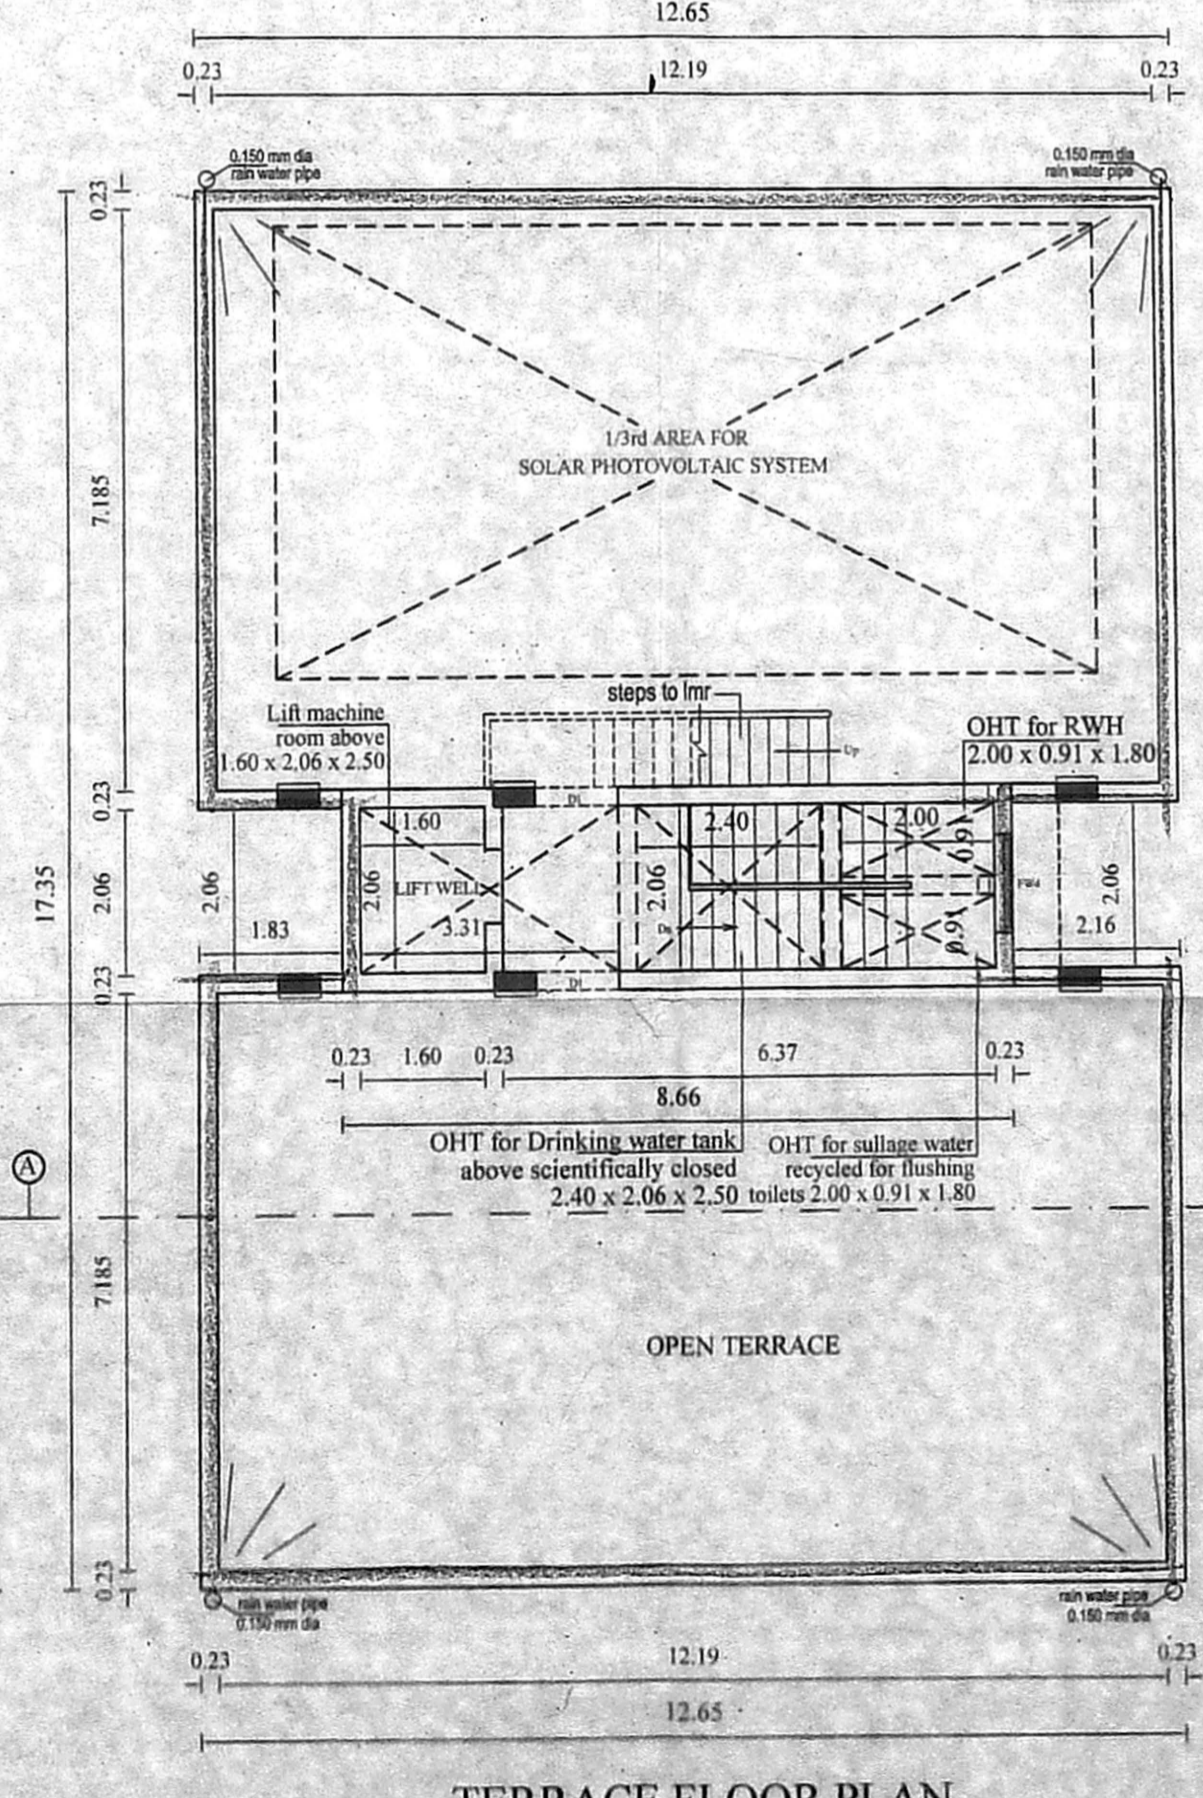 12.65
0.23
12.19
0.23
0.150 mm dia
rain water pipe
0.150 mm dia
rain water pipe
0.23
7.185
1/3rd AREA FOR
SOLAR PHOTOVOLTAIC SYSTEM
steps to lmr
Lift machine
room above
1.60 x 2.06 x 2.50
Up
OHT for RWH
2.00 x 0.91 x 1.80
0.23
D1
1.60
2.40
2.00
0.91
17.35
2.06
2.06
2.06
LIFT WELL
2.06
2.06
1.83
3.31
Dn
0.91
2.16
0.23
D1
0.23
1.60
0.23
6.37
0.23
8.66
OHT for Drinking water tank
above scientifically closed
2.40 x 2.06 x 2.50
OHT for sullage water
recycled for flushing
toilets 2.00 x 0.91 x 1.80
A
7.185
OPEN TERRACE
0.23
rain water pipe
0.150 mm dia
rain water pipe
0.150 mm dia
0.23
12.19
0.23
12.65
TERRACE FLOOR PLAN